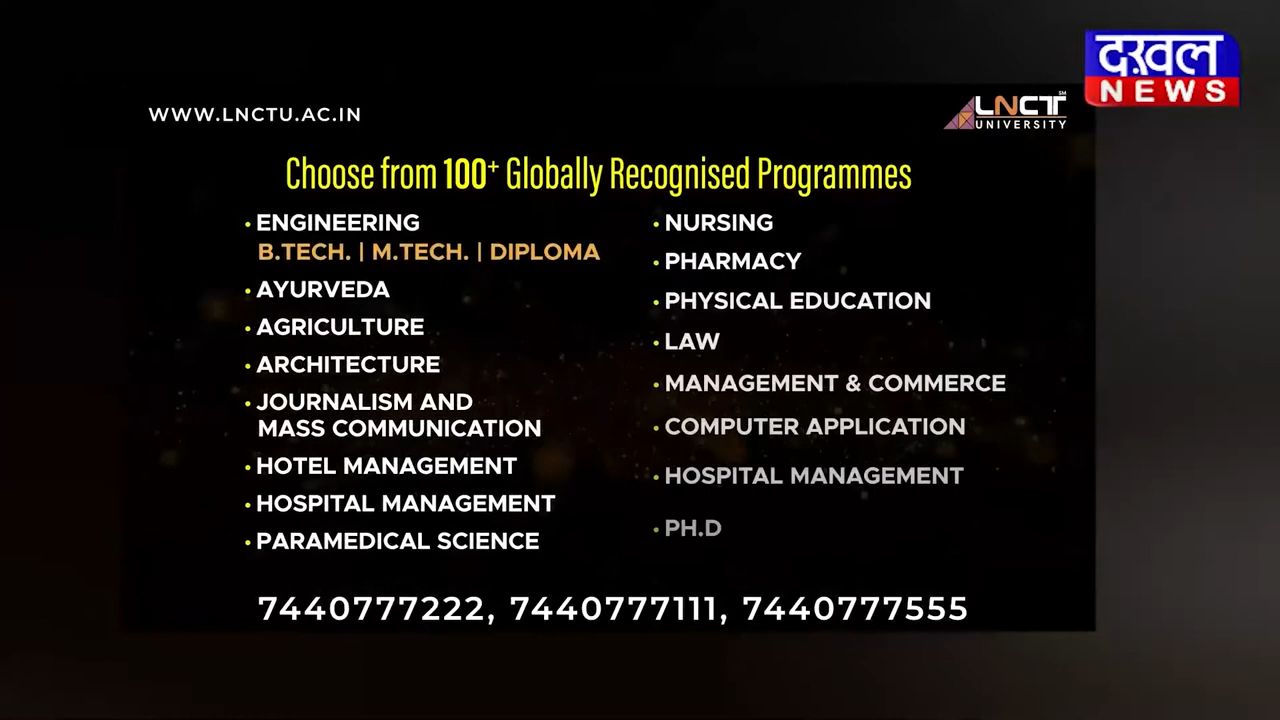 दख़ल
NEWS
WWW.LNCTU.AC.IN
LNCT SM
UNIVERSITY
Choose from 100+ Globally Recognised Programmes
• ENGINEERING
B.TECH. | M.TECH. | DIPLOMA
• AYURVEDA
• AGRICULTURE
• ARCHITECTURE
• JOURNALISM AND
MASS COMMUNICATION
• HOTEL MANAGEMENT
• HOSPITAL MANAGEMENT
• PARAMEDICAL SCIENCE
• NURSING
• PHARMACY
• PHYSICAL EDUCATION
• LAW
• MANAGEMENT & COMMERCE
• COMPUTER APPLICATION
• HOSPITAL MANAGEMENT
• PH.D
7440777222, 7440777111, 7440777555